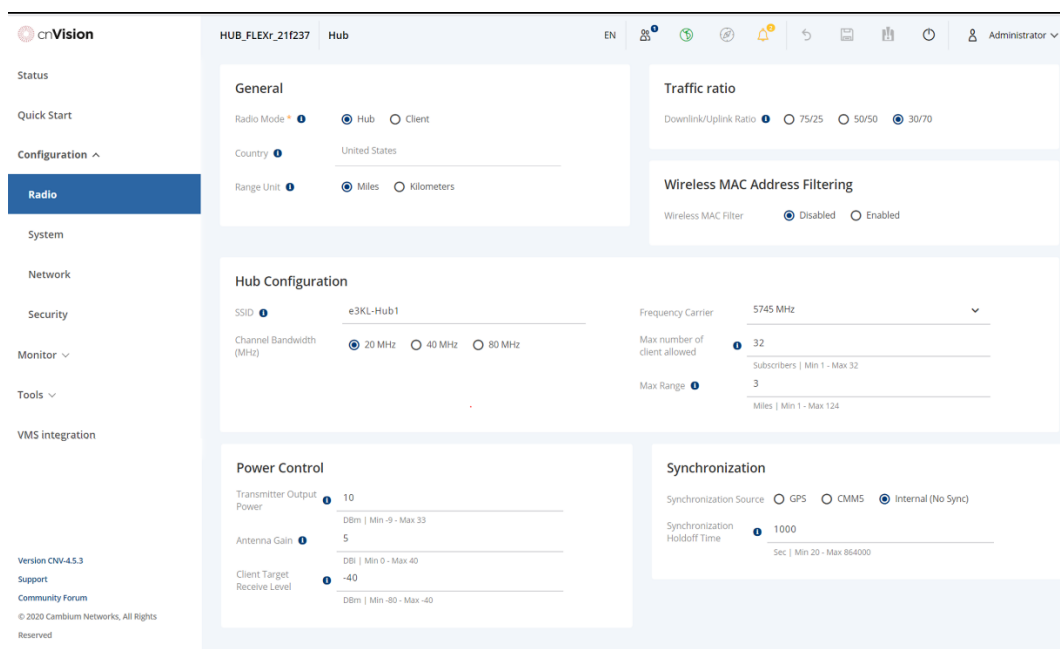 cnVision
HUB_FLEXr_21f237 Hub
EN
Administrator
Status
Quick Start
Configuration
Radio
System
Network
Security
Monitor
Tools
VMS integration
Version CNV-4.5.3
Support
Community Forum
© 2020 Cambium Networks, All Rights
Reserved
General
Radio Mode * Hub Client
Country United States
Range Unit Miles Kilometers
Traffic ratio
Downlink/Uplink Ratio 75/25 50/50 30/70
Wireless MAC Address Filtering
Wireless MAC Filter Disabled Enabled
Hub Configuration
SSID e3KL-Hub1
Channel Bandwidth
(MHz)
20 MHz 40 MHz 80 MHz
Frequency Carrier 5745 MHz
Max number of
client allowed
32
Subscribers | Min 1 - Max 32
Max Range 3
Miles | Min 1 - Max 124
Power Control
Transmitter Output
Power
10
DBm | Min -9 - Max 33
Antenna Gain 5
DBI | Min 0 - Max 40
Client Target
Receive Level
-40
DBm | Min -80 - Max -40
Synchronization
Synchronization Source GPS CMM5 Internal (No Sync)
Synchronization
Holdoff Time
1000
Sec | Min 20 - Max 864000